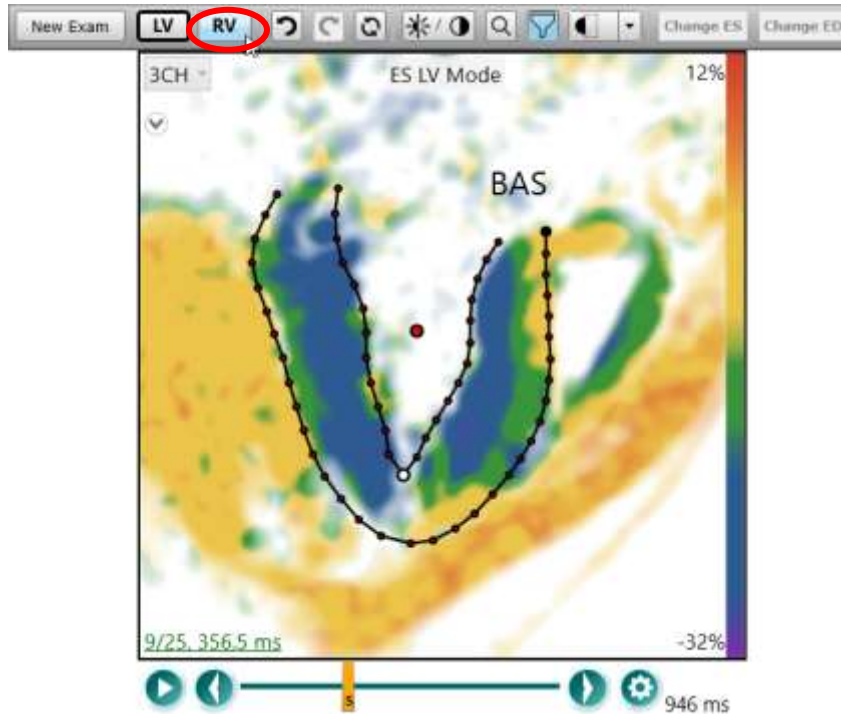 New Exam LV RV Change ES Change ED
3CH ES LV Mode 12%
BAS
9/25, 356.5 ms -32%
s
946 ms